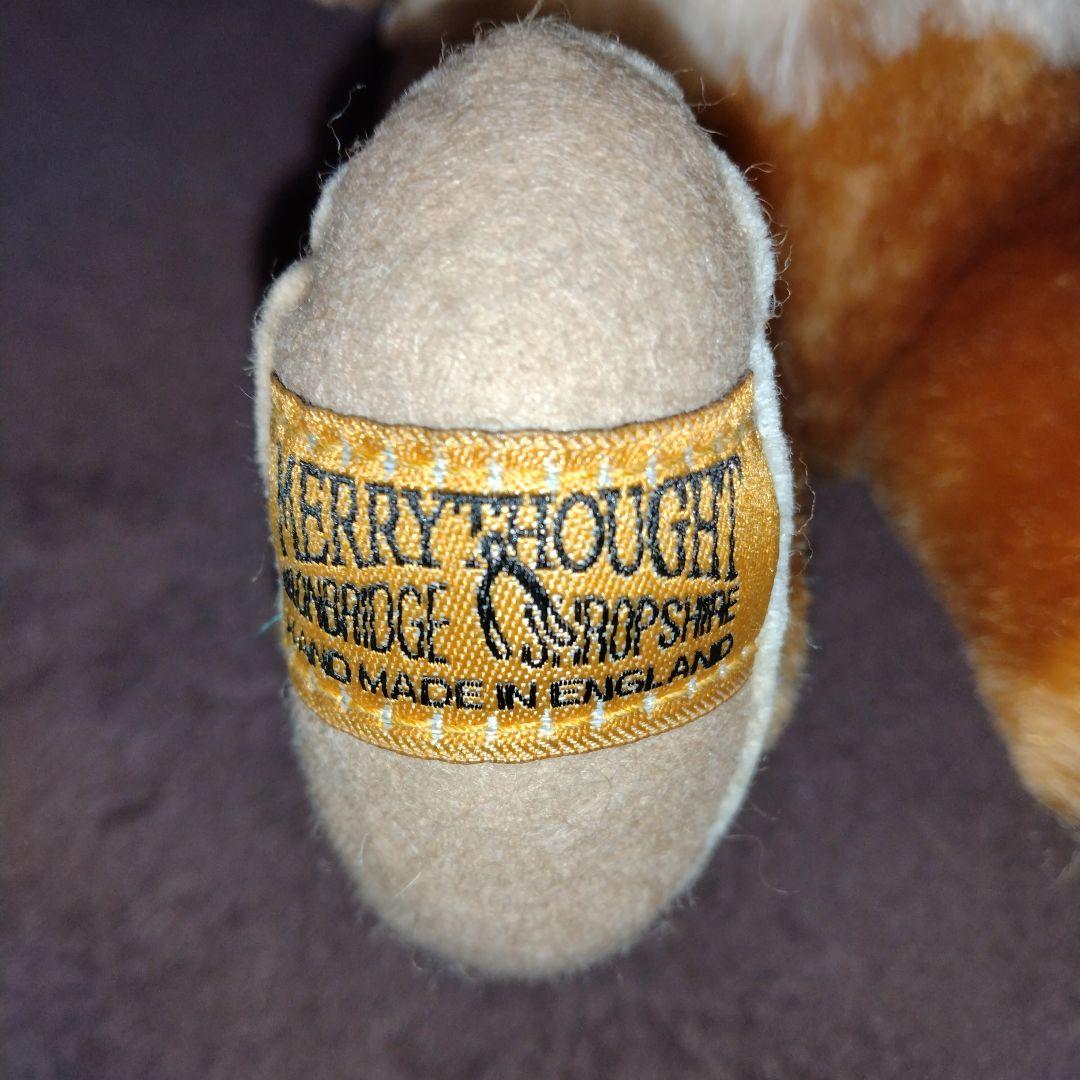 MERRYTHOUGHT
IRONBRIDGE SHROPSHIRE
HAND MADE IN ENGLAND